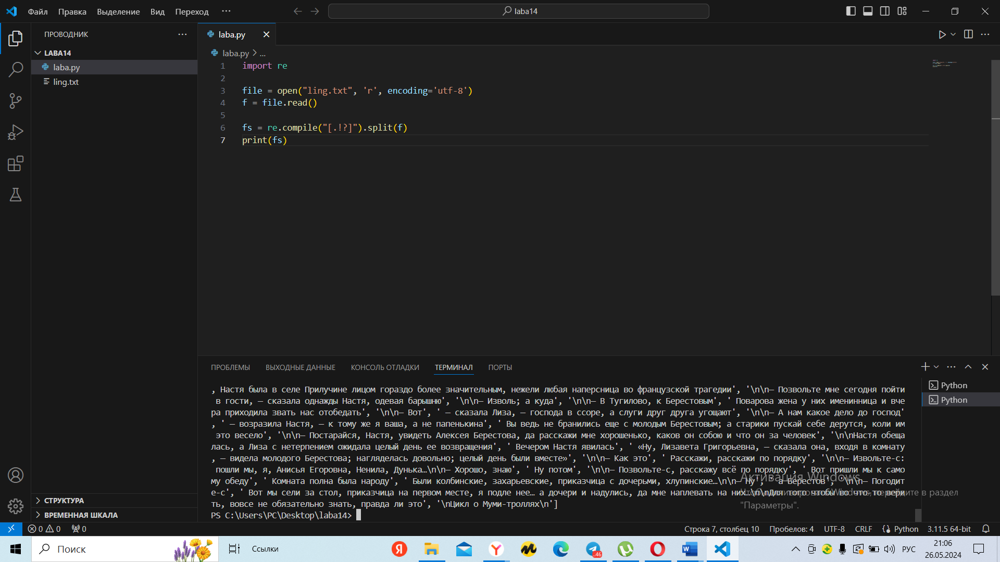 Файл Правка Выделение Вид Переход ··· laba14
ПРОВОДНИК ···
LABA14
laba.py
ling.txt
СТРУКТУРА
ВРЕМЕННАЯ ШКАЛА
laba.py
laba.py > ...
1 import re
2
3 file = open("ling.txt", 'r', encoding='utf-8')
4 f = file.read()
5
6 fs = re.compile("[.!?]").split(f)
7 print(fs)
ПРОБЛЕМЫ ВЫХОДНЫЕ ДАННЫЕ КОНСОЛЬ ОТЛАДКИ ТЕРМИНАЛ ПОРТЫ
, Настя была в селе Прилучине лицом гораздо более значительным, нежели любая наперсница во французской трагедии', '\n\n— Позвольте мне сегодня пойти
в гости, — сказала однажды Настя, одевая барышню', '\n\n— Изволь; а куда', '\n\n— В Тугилово, к Берестовым', ' Поварова жена у них именинница и вче
ра приходила звать нас отобедать', '\n\n— Вот', ' — сказала Лиза, — господа в ссоре, а слуги друг друга угощают', '\n\n— А нам какое дело до господ'
, ' — возразила Настя, — к тому же я ваша, а не папенькина', ' Вы ведь не бранились еще с молодым Берестовым; а старики пускай себе дерутся, коли им
это весело', '\n\n— Постарайся, Настя, увидеть Алексея Берестова, да расскажи мне хорошенько, каков он собою и что он за человек', '\n\nНастя обеща
лась, а Лиза с нетерпением ожидала целый день ее возвращения', ' Вечером Настя явилась', ' «Ну, Лизавета Григорьевна, — сказала она, входя в комнату
, — видела молодого Берестова; нагляделась довольно; целый день были вместе»', '\n\n— Как это', ' Расскажи, расскажи по порядку', '\n\n— Извольте-с:
пошли мы, я, Анисья Егоровна, Ненила, Дунька…\n\n— Хорошо, знаю', ' Ну потом', '\n\n— Позвольте-с, расскажу всё по порядку', ' Вот пришли мы к само
му обеду', ' Комната полна была народу', ' Были колбинские, захарьевские, приказчица с дочерьми, хлупинские…\n\n— Ну', ' а Берестов', '\n\n— Погодит
е-с', ' Вот мы сели за стол, приказчица на первом месте, я подле нее… а дочери и надулись, да мне наплевать на них…\n\nДля того чтобы во что-то вери
ть, вовсе не обязательно знать, правда ли это', '\nЦикл о Муми-троллях\n']
PS C:\Users\PC\Desktop\laba14>
Python
Python
Активация Windows
Чтобы активировать Windows, перейдите в раздел
"Параметры".
0 0 0 Строка 7, столбец 10 Пробелов: 4 UTF-8 CRLF Python 3.11.5 64-bit
Поиск Ссылки ...46 РУС 21:06
26.05.2024